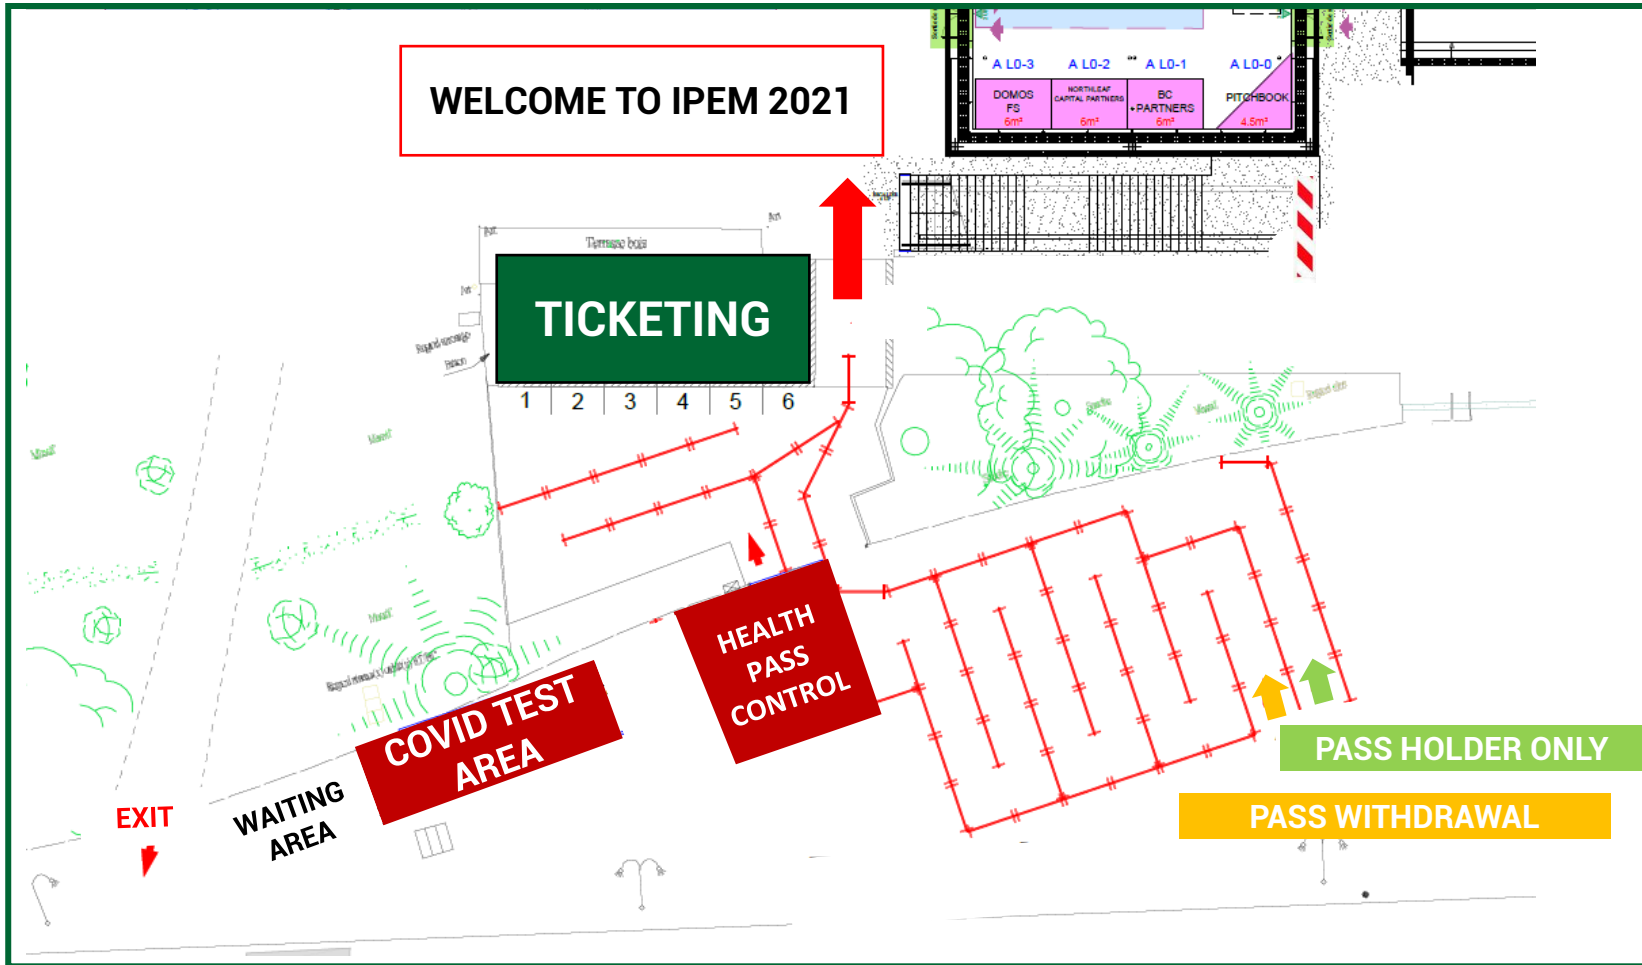 WELCOME TO IPEM 2021
A L0-3
A L0-2
A L0-1
A L0-0
DOMOS
FS
6m²
NORTHLEAF
CAPITAL PARTNERS
6m²
BC
PARTNERS
6m²
PITCHBOOK
4.5m²
Terrasse bois
TICKETING
1
2
3
4
5
6
HEALTH
PASS
CONTROL
COVID TEST
AREA
WAITING
AREA
EXIT
PASS HOLDER ONLY
PASS WITHDRAWAL